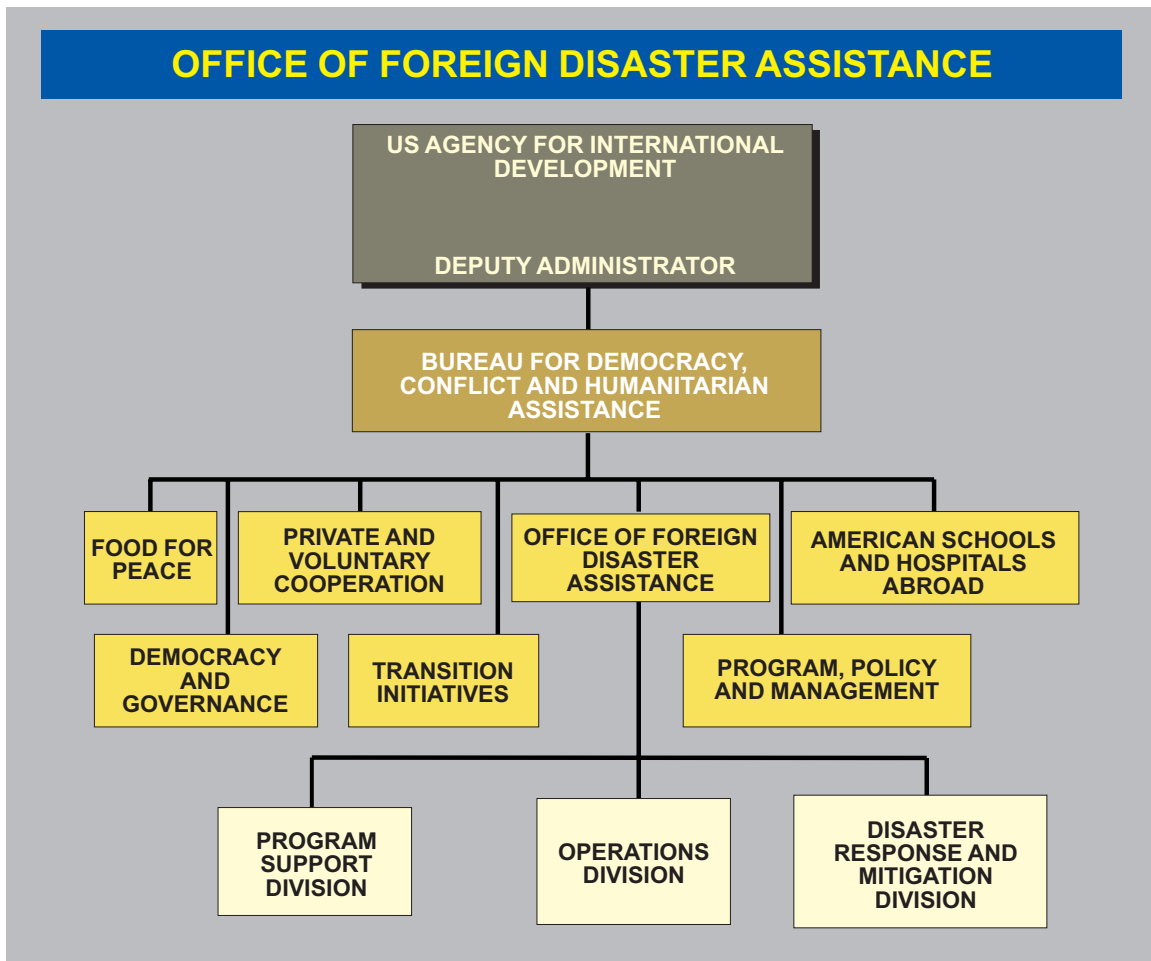 OFFICE OF FOREIGN DISASTER ASSISTANCE
US AGENCY FOR INTERNATIONAL
DEVELOPMENT
DEPUTY ADMINISTRATOR
BUREAU FOR DEMOCRACY,
CONFLICT AND HUMANITARIAN
ASSISTANCE
FOOD FOR
PEACE
PRIVATE AND
VOLUNTARY
COOPERATION
OFFICE OF FOREIGN
DISASTER
ASSISTANCE
AMERICAN SCHOOLS
AND HOSPITALS
ABROAD
DEMOCRACY
AND
GOVERNANCE
TRANSITION
INITIATIVES
PROGRAM, POLICY
AND MANAGEMENT
PROGRAM
SUPPORT
DIVISION
OPERATIONS
DIVISION
DISASTER
RESPONSE AND
MITIGATION
DIVISION